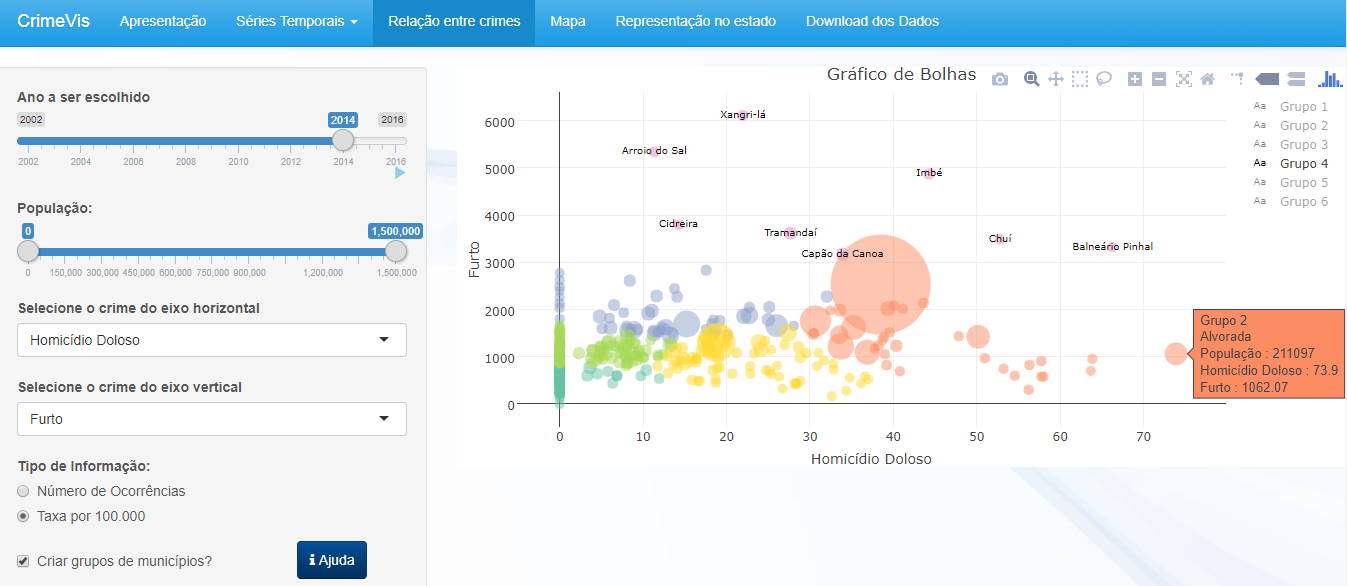 CrimeVis Apresentação Séries Temporais Relação entre crimes Mapa Representação no estado Download dos Dados
Ano a ser escolhido
2002 2014 2016
2002 2004 2006 2008 2010 2012 2014 2016
População:
0 1,500,000
0 150,000 300,000 450,000 600,000 750,000 900,000 1,200,000 1,500,000
Selecione o crime do eixo horizontal
Homicídio Doloso
Selecione o crime do eixo vertical
Furto
Tipo de Informação:
Número de Ocorrências
Taxa por 100.000
Criar grupos de municípios?
i Ajuda
Gráfico de Bolhas
Aa Grupo 1
Aa Grupo 2
Aa Grupo 3
Aa Grupo 4
Aa Grupo 5
Aa Grupo 6
Furto
6000
5000
4000
3000
2000
1000
0
Xangri-lá
Arroio do Sal
Imbé
Cidreira
Tramandaí
Chuí
Capão da Canoa
Balneário Pinhal
Grupo 2
Alvorada
População : 211097
Homicídio Doloso : 73.9
Furto : 1062.07
0 10 20 30 40 50 60 70
Homicídio Doloso